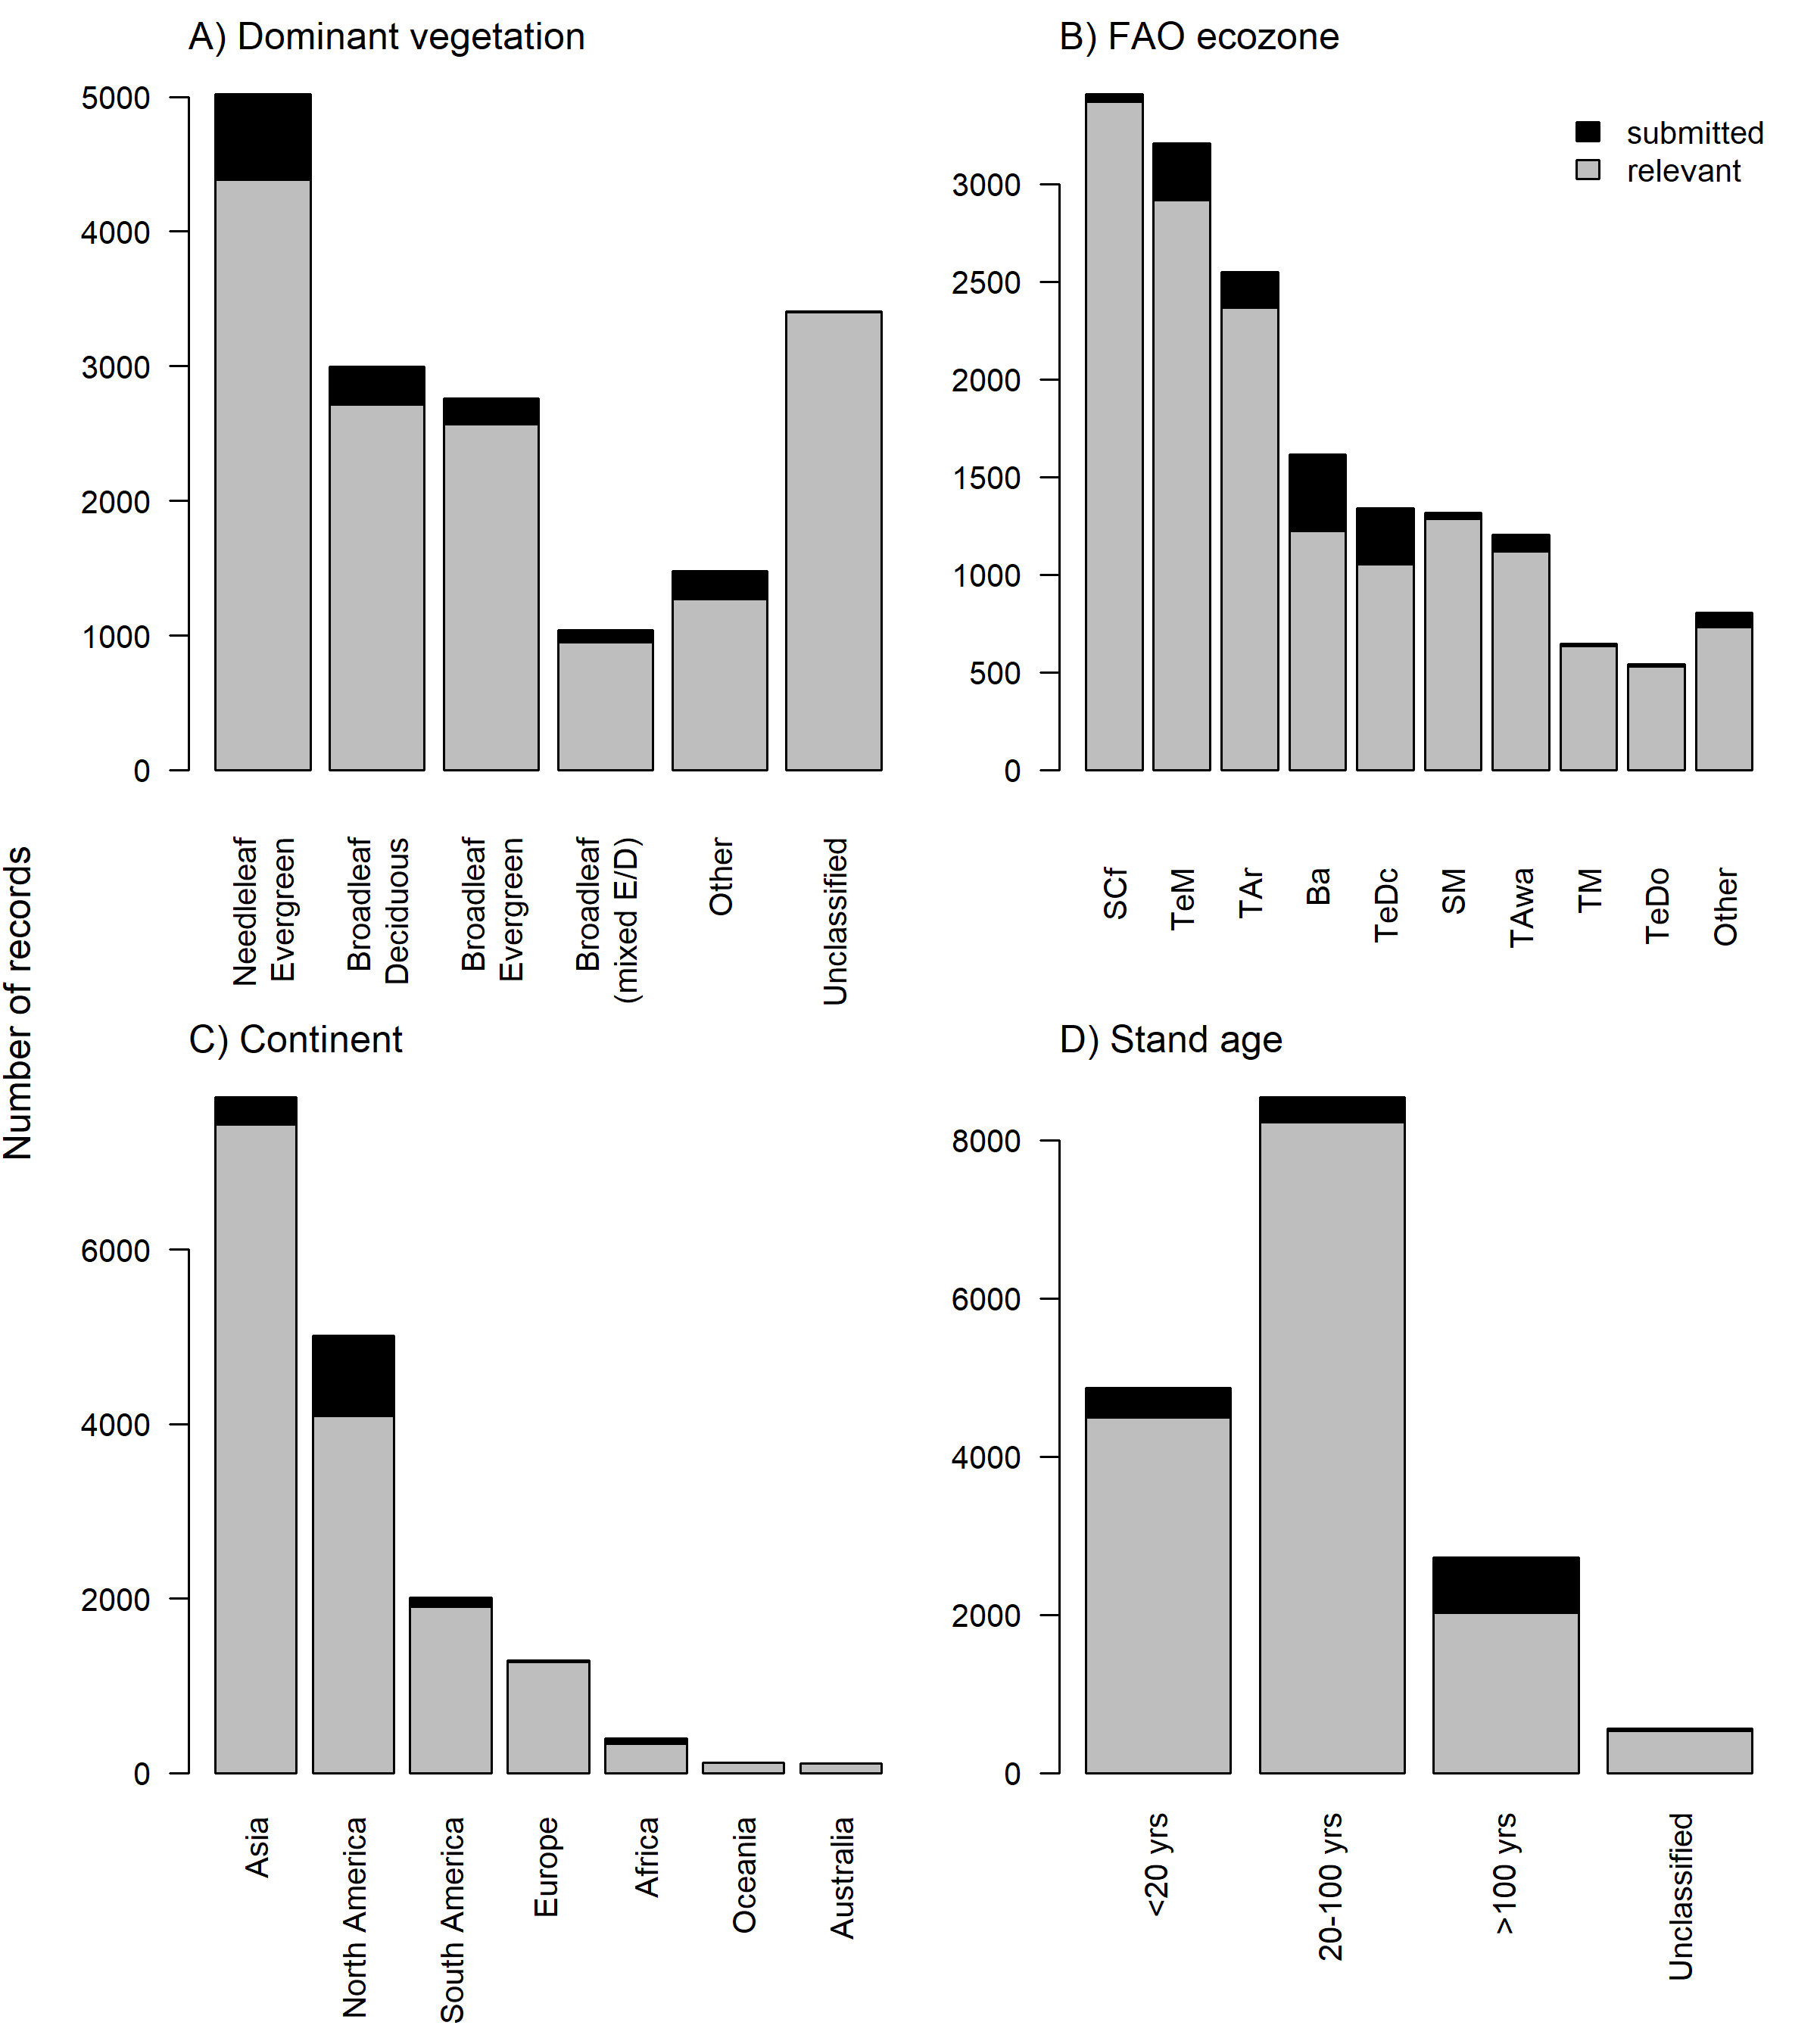 A) Dominant vegetation
5000
4000
3000
2000
1000
0
Needleleaf
Evergreen
Broadleaf
Deciduous
Broadleaf
Evergreen
Broadleaf
(mixed E/D)
Other
Unclassified
B) FAO ecozone
submitted
relevant
3000
2500
2000
1500
1000
500
0
SCf
TeM
TAr
Ba
TeDc
SM
TAwa
TM
TeDo
Other
Number of records
C) Continent
6000
4000
2000
0
Asia
North America
South America
Europe
Africa
Oceania
Australia
D) Stand age
8000
6000
4000
2000
0
<20 yrs
20-100 yrs
>100 yrs
Unclassified